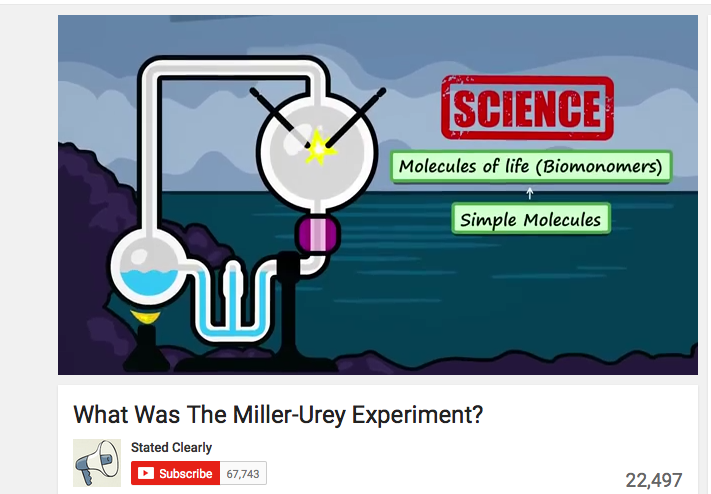 SCIENCE
Molecules of life (Biomonomers)
Simple Molecules
What Was The Miller-Urey Experiment?
Stated Clearly
Subscribe 67,743
22,497